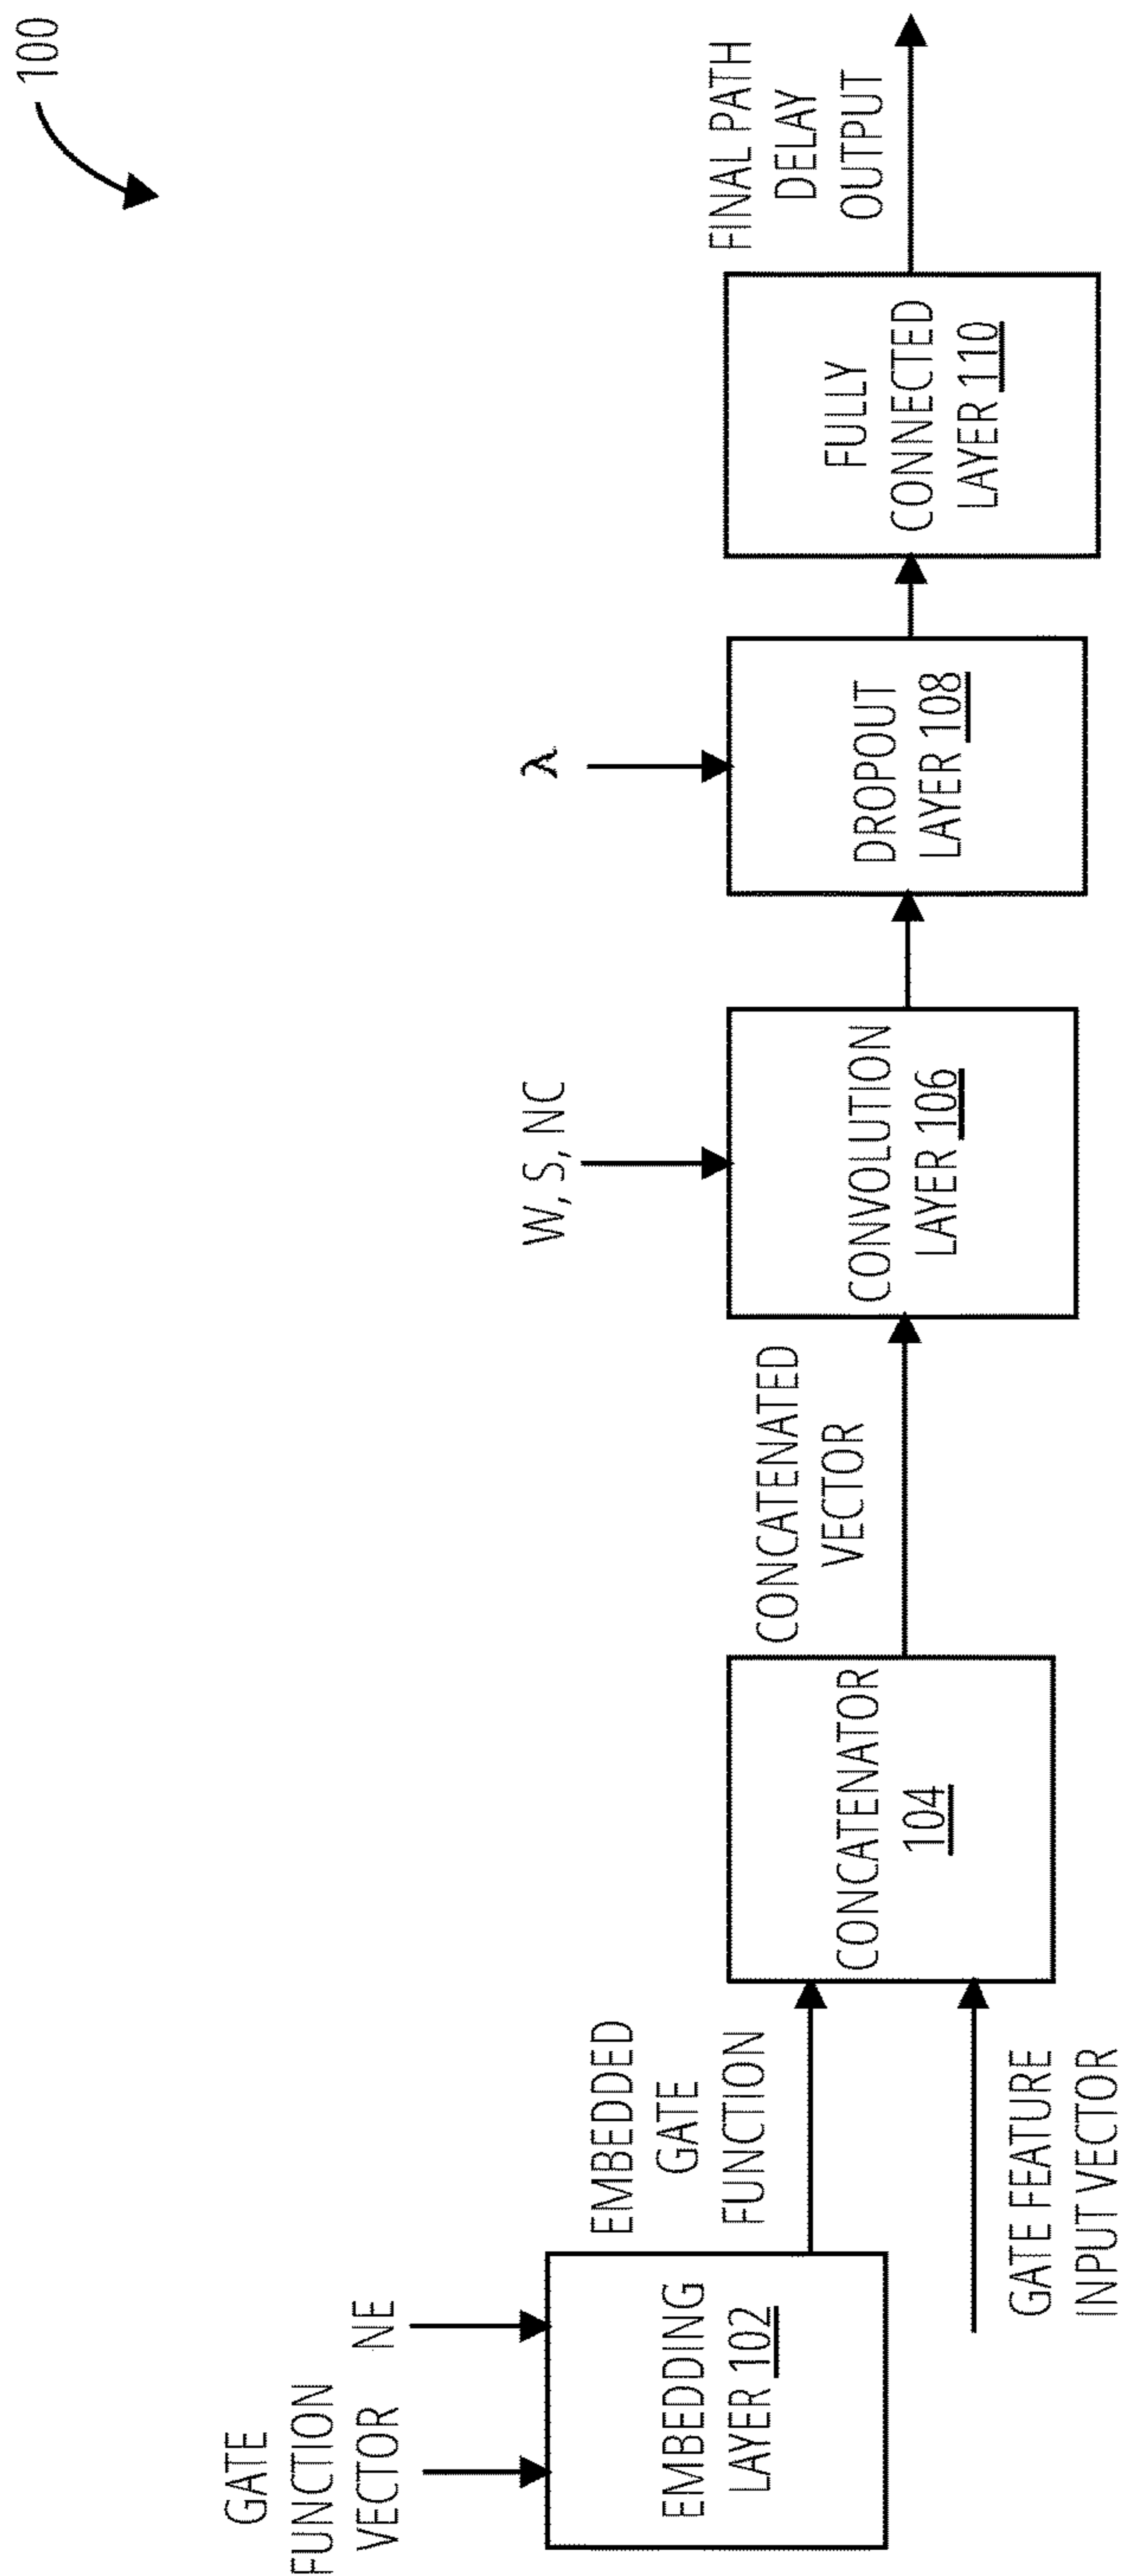 100
GATE
FUNCTION
VECTOR
NE
EMBEDDING
LAYER 102
EMBEDDED
GATE
FUNCTION
GATE FEATURE
INPUT VECTOR
CONCATENATOR
104
CONCATENATED
VECTOR
W, S, NC
CONVOLUTION
LAYER 106
λ
DROPOUT
LAYER 108
FULLY
CONNECTED
LAYER 110
FINAL PATH
DELAY
OUTPUT